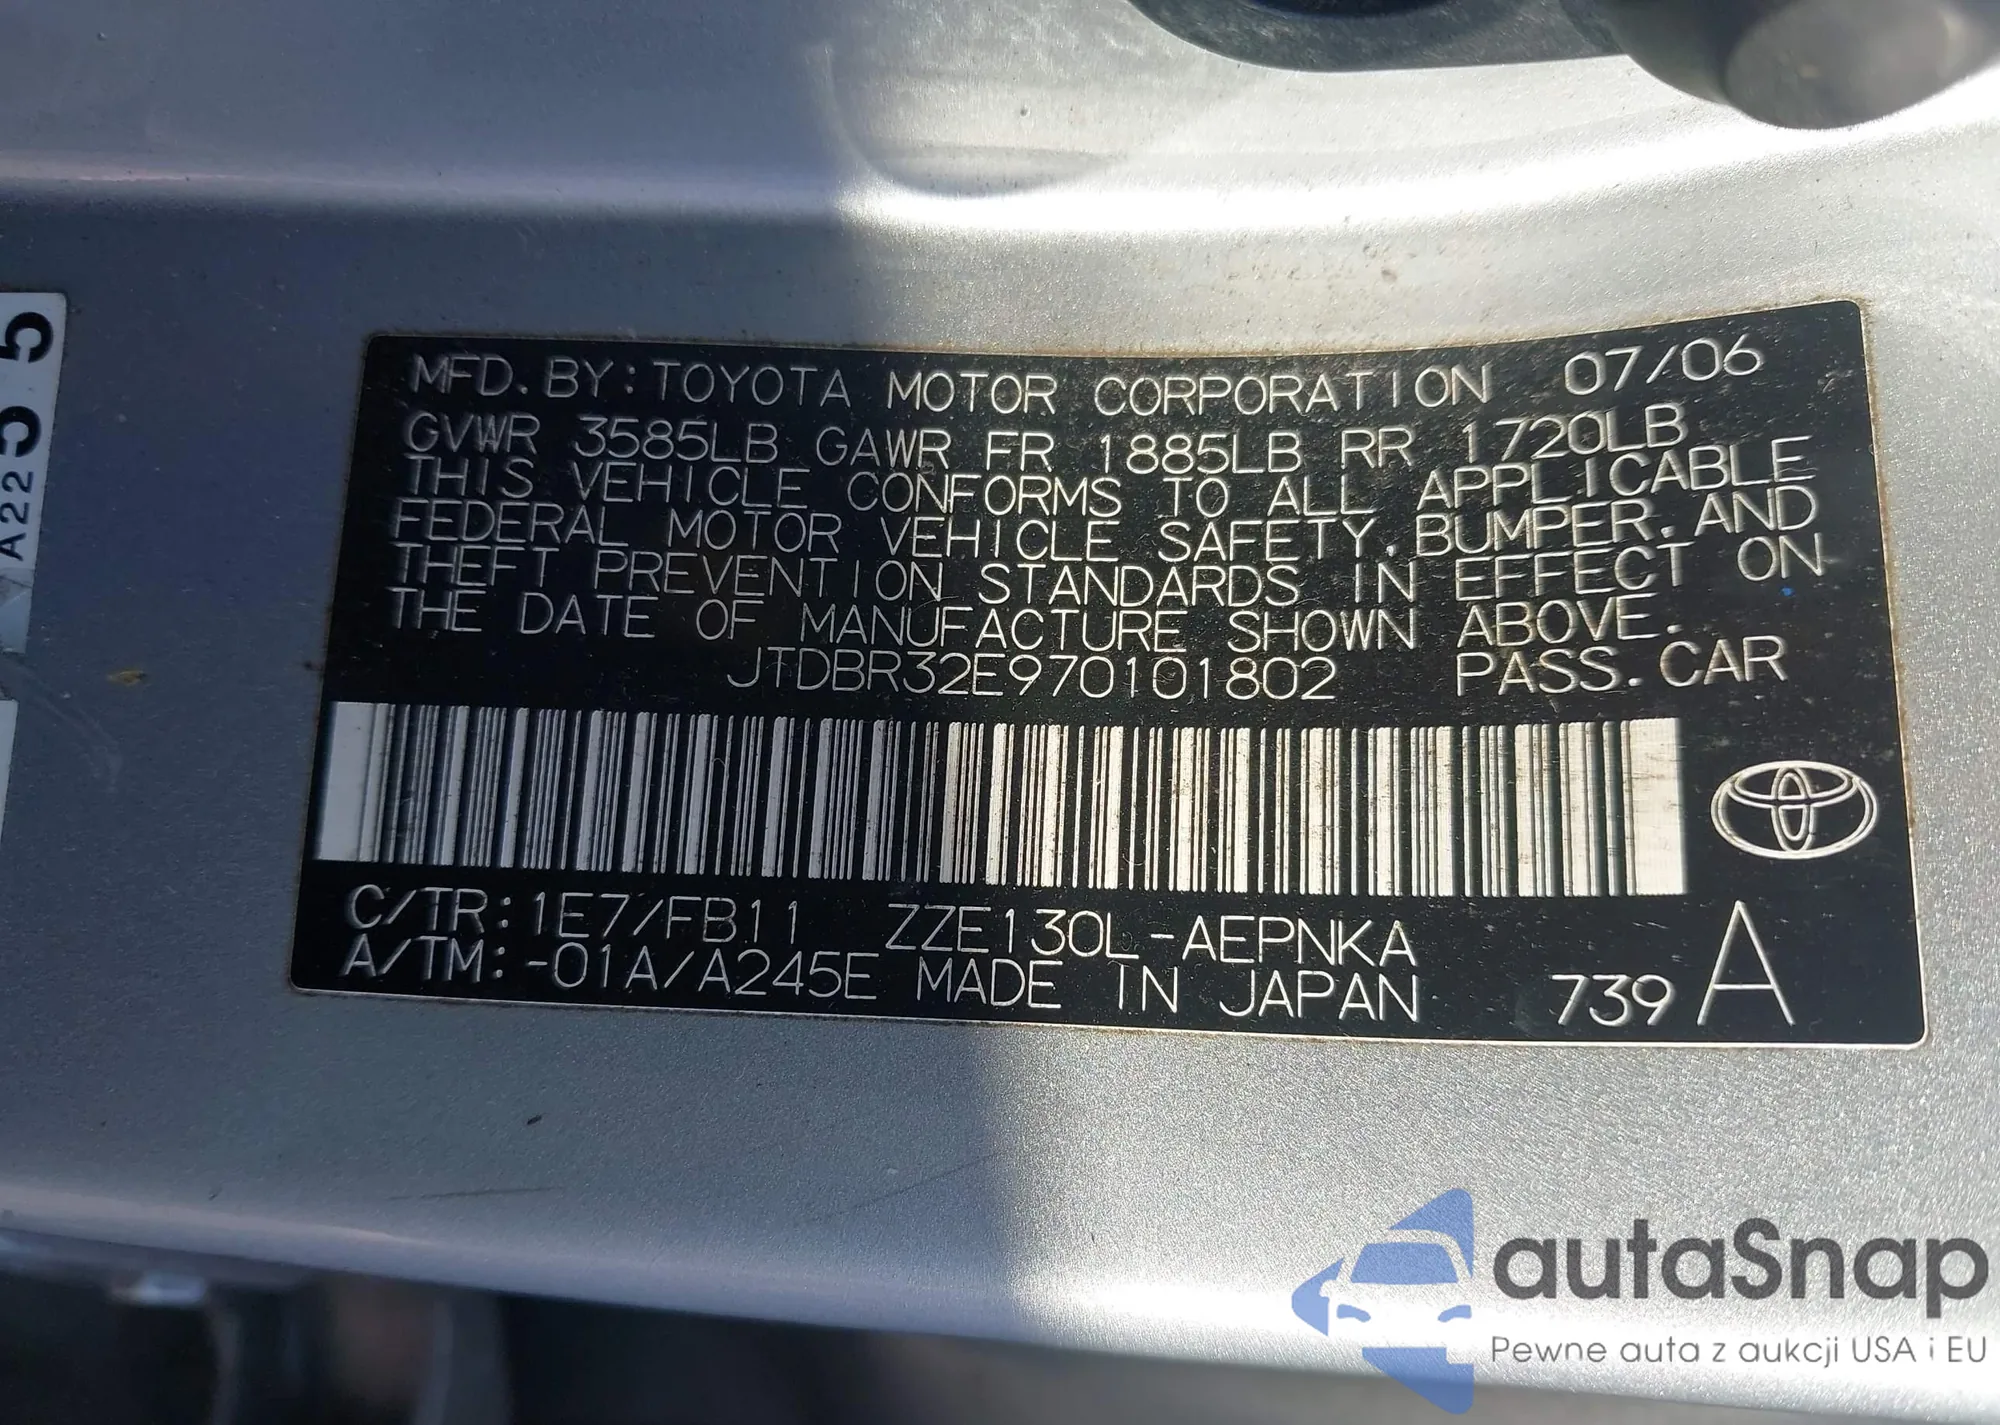 MFD. BY: TOYOTA MOTOR CORPORATION 07/06
GVWR 3585LB GAWR FR 1885LB RR 1720LB
THIS VEHICLE CONFORMS TO ALL APPLICABLE
FEDERAL MOTOR VEHICLE SAFETY, BUMPER, AND
THEFT PREVENTION STANDARDS IN EFFECT ON
THE DATE OF MANUFACTURE SHOWN ABOVE.
JTDBR32E970101802 PASS. CAR
C/TR: 1E7/FB11 ZZE130L-AEPNKA
A/TM: -01A/A245E MADE IN JAPAN 739 A
A22
5 5
autaSnap
Pewne auta z aukcji USA i EU